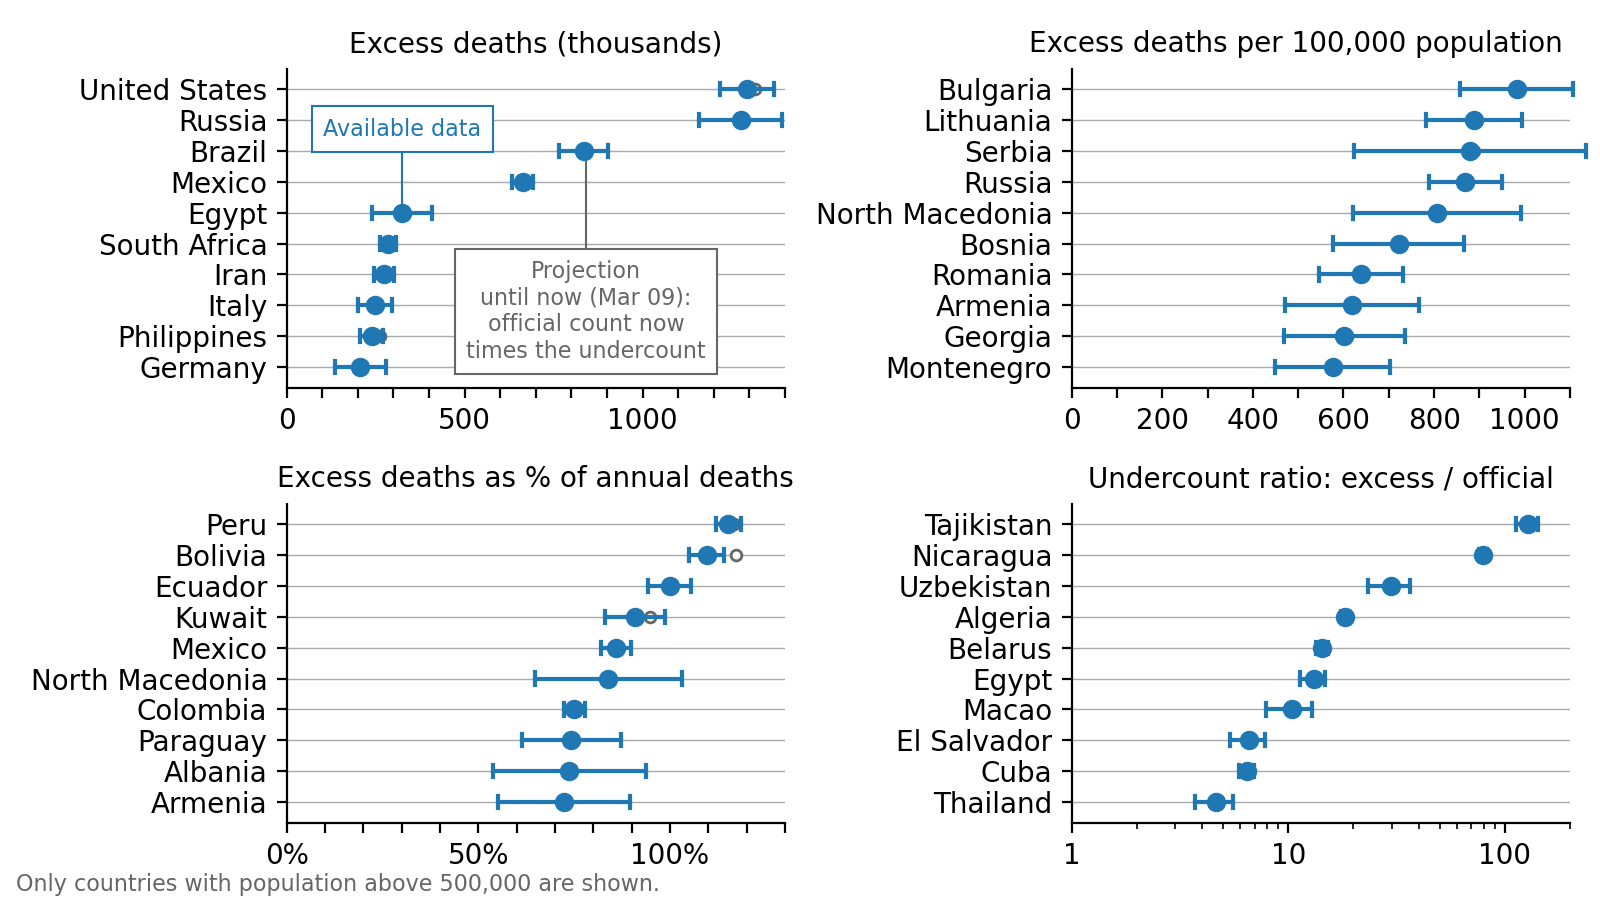 Excess deaths (thousands)
United States
Russia
Brazil
Mexico
Egypt
South Africa
Iran
Italy
Philippines
Germany
Available data
Projection
until now (Mar 09):
official count now
times the undercount
0 500 1000
Excess deaths per 100,000 population
Bulgaria
Lithuania
Serbia
Russia
North Macedonia
Bosnia
Romania
Armenia
Georgia
Montenegro
0 200 400 600 800 1000
Excess deaths as % of annual deaths
Peru
Bolivia
Ecuador
Kuwait
Mexico
North Macedonia
Colombia
Paraguay
Albania
Armenia
0% 50% 100%
Undercount ratio: excess / official
Tajikistan
Nicaragua
Uzbekistan
Algeria
Belarus
Egypt
Macao
El Salvador
Cuba
Thailand
1 10 100
Only countries with population above 500,000 are shown.